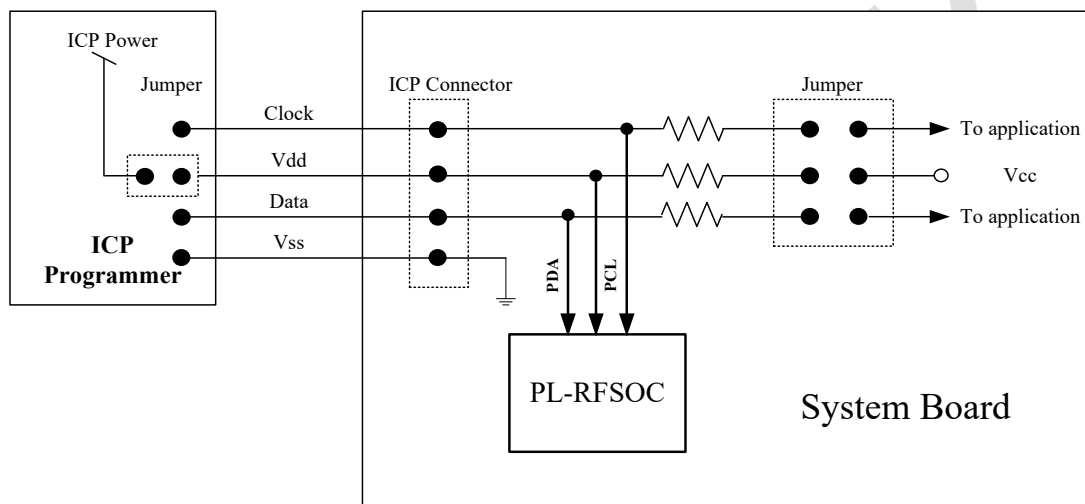 ICP Power
Jumper
ICP Connector
Jumper
Clock
To application
Vdd
Vcc
Data
To application
Vss
ICP
Programmer
PDA
PCL
PL-RFSOC
System Board